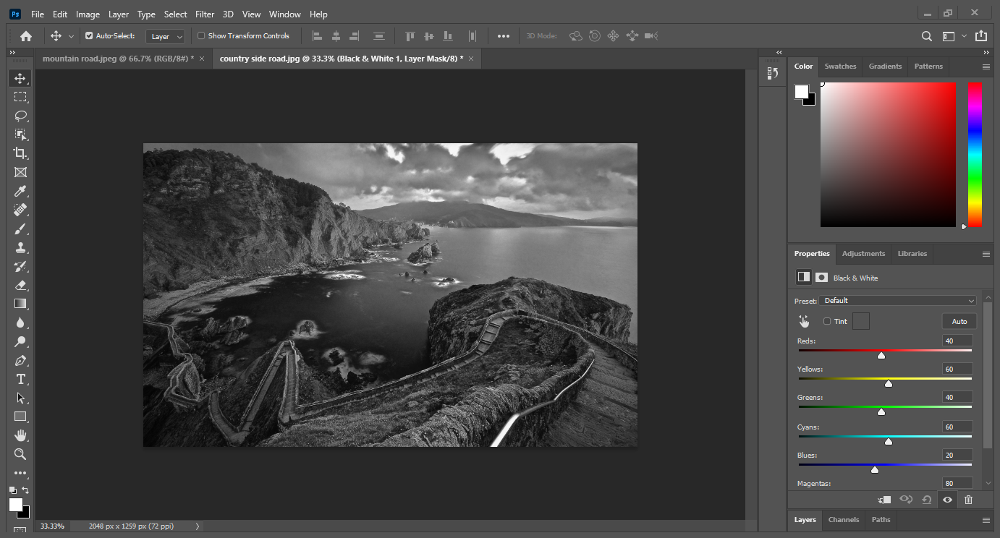 Ps File Edit Image Layer Type Select Filter 3D View Window Help
Auto-Select: Layer Show Transform Controls 3D Mode:
mountain road.jpeg @ 66.7% (RGB/8#) * × country side road.jpg @ 33.3% (Black & White 1, Layer Mask/8) * ×
Color Swatches Gradients Patterns
Properties Adjustments Libraries
Black & White
Preset: Default
Tint Auto
Reds: 40
Yellows: 60
Greens: 40
Cyans: 60
Blues: 20
Magentas: 80
Layers Channels Paths
33.33% 2048 px x 1259 px (72 ppi)